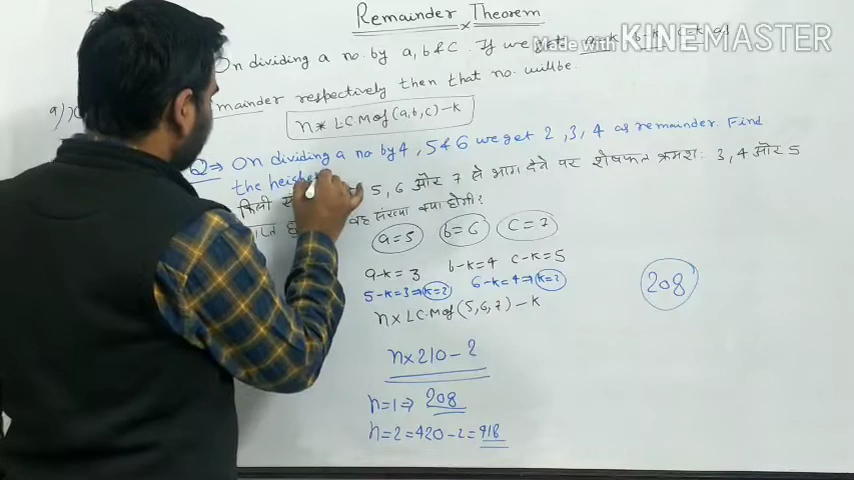 Remainder Theorem
On dividing a no. by a, b & c. If we get a-k b-k c-k as
Made with KINEMASTER
mainder respectively then that no. will be.
n* L.C.M of (a,b,c) - k
Q2⇒ On dividing a no by 4, 5 & 6 we get 2, 3, 4 as remainder. Find
the
5, 6 और 7 से भाग देने पर शेषफल क्रमशः 3, 4 और 5
वह संख्या क्या होगी?
a=5 b=6 c=7
a-k=3 b-k=4 c-k=5
5-k=3⇒k=2 6-k=4⇒k=2
208
n x L.C.M of (5,6,7) - k
n x 210 - 2
n=1⇒ 208
n=2=420-2=418